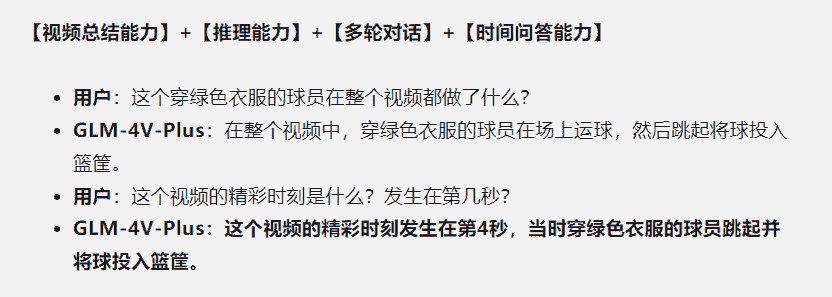 【视频总结能力】+【推理能力】+【多轮对话】+【时间问答能力】
• 用户：这个穿绿色衣服的球员在整个视频都做了什么？
• GLM-4V-Plus：在整个视频中，穿绿色衣服的球员在场上运球，然后跳起将球投入
篮筐。
• 用户：这个视频的精彩时刻是什么？发生在第几秒？
• GLM-4V-Plus：这个视频的精彩时刻发生在第4秒，当时穿绿色衣服的球员跳起并
将球投入篮筐。